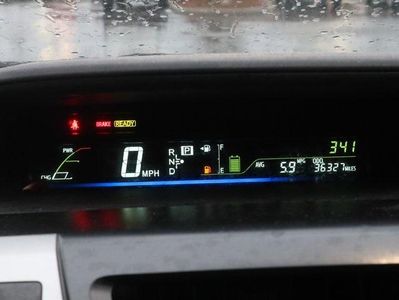 BRAKE READY
341
PWR
CHG
0 MPH
R
N
D
P
F
E
AVG 5.9 MPG
ODO 36327 MILES